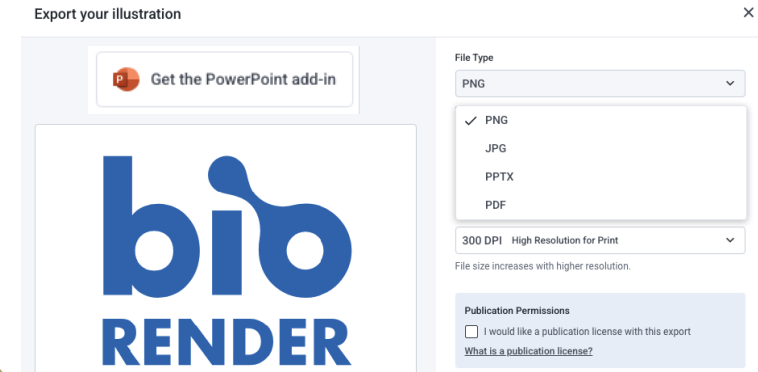 Export your illustration
Get the PowerPoint add-in
bio
RENDER
File Type
PNG
PNG
JPG
PPTX
PDF
300 DPI High Resolution for Print
File size increases with higher resolution.
Publication Permissions
I would like a publication license with this export
What is a publication license?